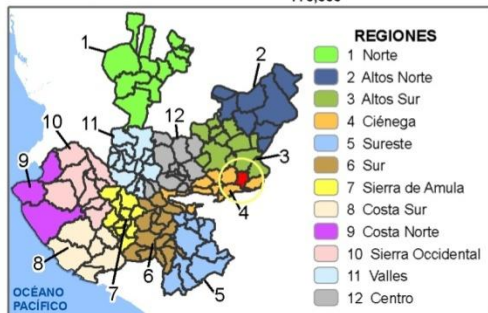 REGIONES
1 Norte
2 Altos Norte
3 Altos Sur
4 Ciénega
5 Sureste
6 Sur
7 Sierra de Amula
8 Costa Sur
9 Costa Norte
10 Sierra Occidental
11 Valles
12 Centro
1
2
12
11
10
3
9
4
8
7
6
5
OCÉANO
PACÍFICO